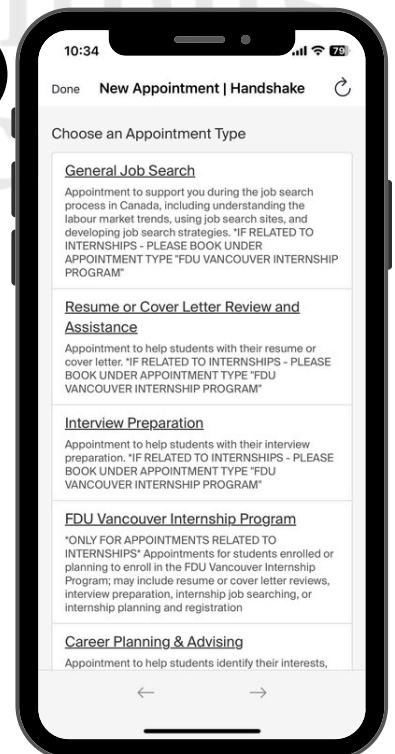 10:34
79
Done New Appointment | Handshake
Choose an Appointment Type
General Job Search
Appointment to support you during the job search
process in Canada, including understanding the
labour market trends, using job search sites, and
developing job search strategies. *IF RELATED TO
INTERNSHIPS - PLEASE BOOK UNDER
APPOINTMENT TYPE "FDU VANCOUVER INTERNSHIP
PROGRAM"
Resume or Cover Letter Review and
Assistance
Appointment to help students with their resume or
cover letter. *IF RELATED TO INTERNSHIPS - PLEASE
BOOK UNDER APPOINTMENT TYPE "FDU
VANCOUVER INTERNSHIP PROGRAM"
Interview Preparation
Appointment to help students with their interview
preparation. *IF RELATED TO INTERNSHIPS - PLEASE
BOOK UNDER APPOINTMENT TYPE "FDU
VANCOUVER INTERNSHIP PROGRAM"
FDU Vancouver Internship Program
*ONLY FOR APPOINTMENTS RELATED TO
INTERNSHIPS* Appointments for students enrolled or
planning to enroll in the FDU Vancouver Internship
Program; may include resume or cover letter reviews,
interview preparation, internship job searching, or
internship planning and registration
Career Planning & Advising
Appointment to help students identify their interests,